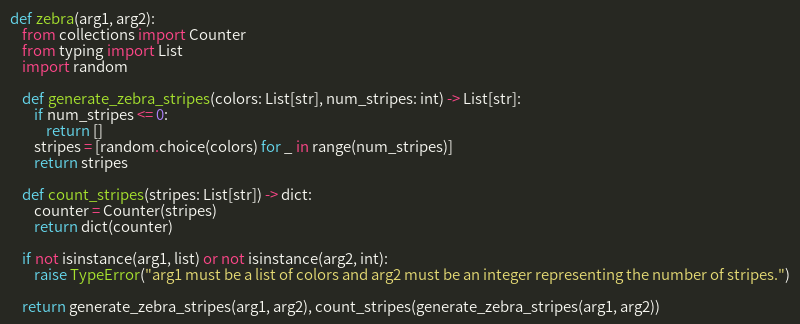 def zebra(arg1, arg2):
    from collections import Counter
    from typing import List
    import random

    def generate_zebra_stripes(colors: List[str], num_stripes: int) -> List[str]:
        if num_stripes <= 0:
            return []
        stripes = [random.choice(colors) for _ in range(num_stripes)]
        return stripes

    def count_stripes(stripes: List[str]) -> dict:
        counter = Counter(stripes)
        return dict(counter)

    if not isinstance(arg1, list) or not isinstance(arg2, int):
        raise TypeError("arg1 must be a list of colors and arg2 must be an integer representing the number of stripes.")

    return generate_zebra_stripes(arg1, arg2), count_stripes(generate_zebra_stripes(arg1, arg2))